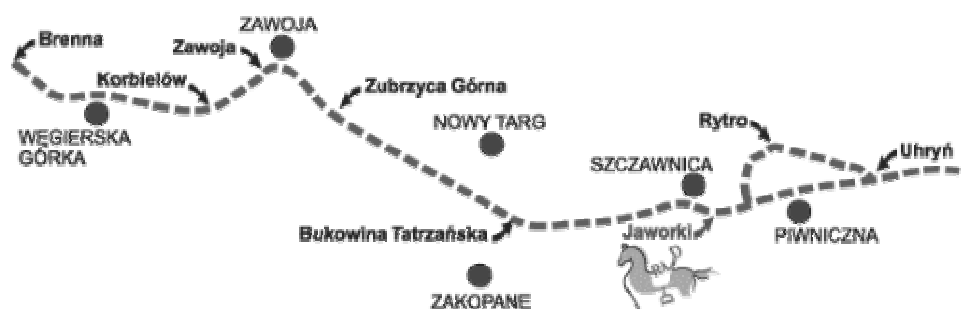 ZAWOJA
Brenna
Zawoja
Korbielów
Zubrzyca Górna
WĘGIERSKA
GÓRKA
NOWY TARG
Rytro
Uhryń
SZCZAWNICA
Bukowina Tatrzańska
Jaworki
PIWNICZNA
ZAKOPANE